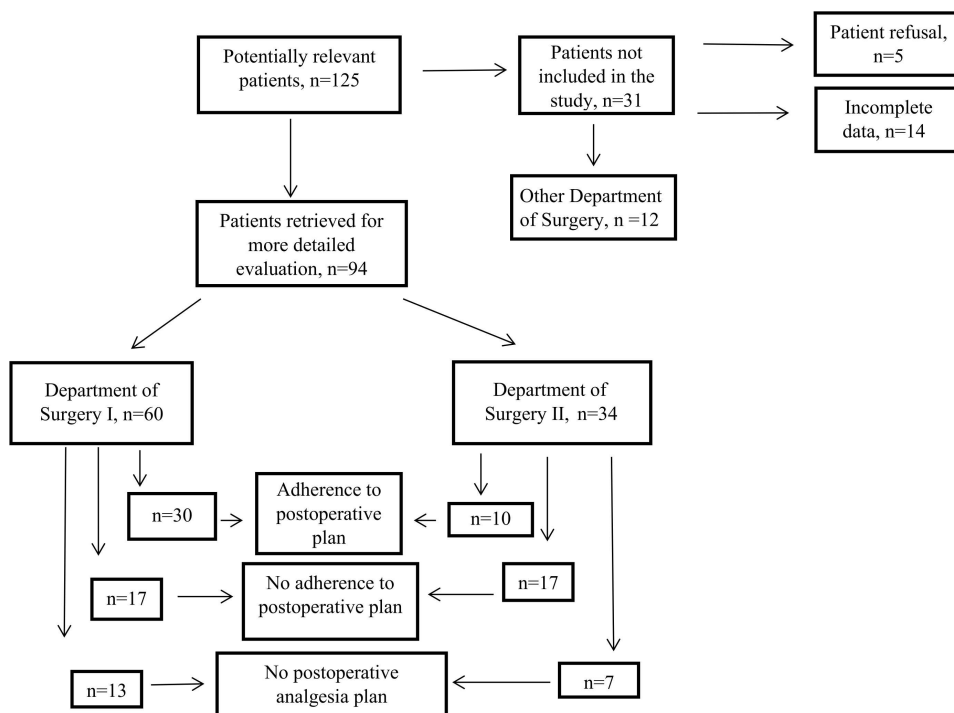 Potentially relevant
patients, n=125
Patients not
included in the
study, n=31
Patient refusal,
n=5
Incomplete
data, n=14
Other Department
of Surgery, n =12
Patients retrieved for
more detailed
evaluation, n=94
Department of
Surgery I, n=60
Department of
Surgery II, n=34
n=30
Adherence to
postoperative
plan
n=10
n=17
No adherence to
postoperative plan
n=17
n=13
No postoperative
analgesia plan
n=7